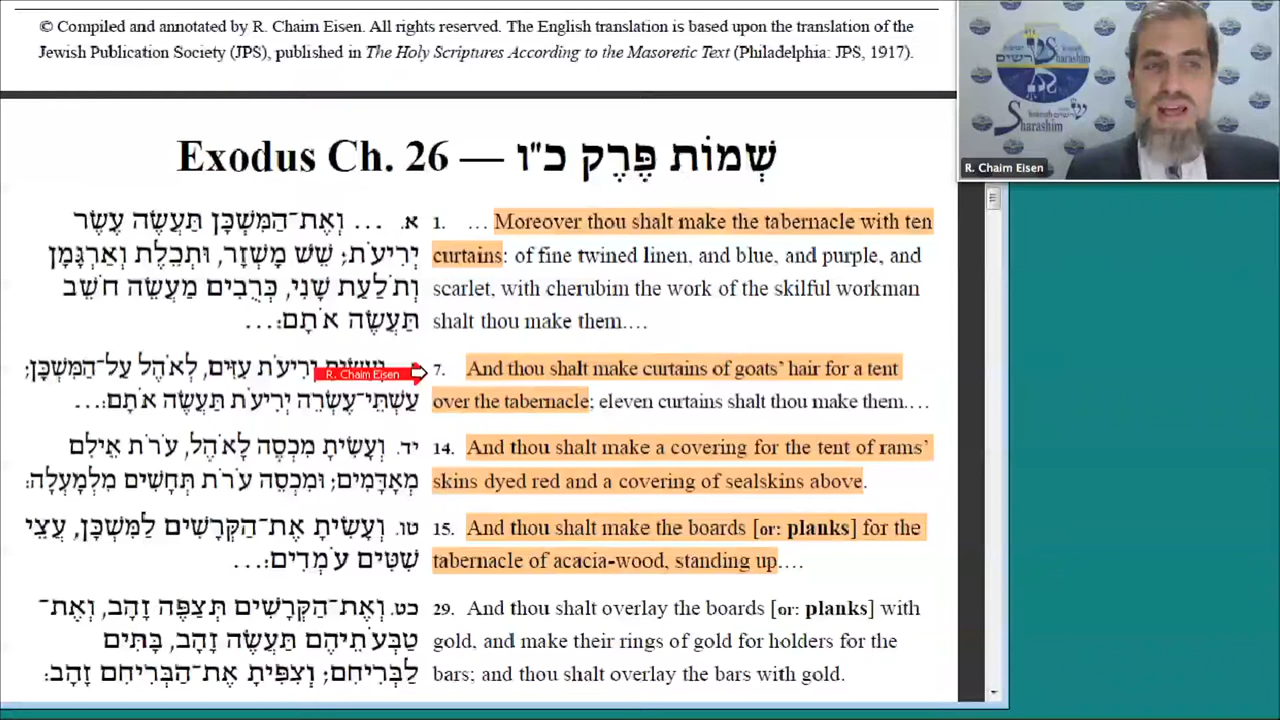 © Compiled and annotated by R. Chaim Eisen. All rights reserved. The English translation is based upon the translation of the
Jewish Publication Society (JPS), published in The Holy Scriptures According to the Masoretic Text (Philadelphia: JPS, 1917).
Exodus Ch. 26 — שְׁמוֹת פֶּרֶק כ"ו
א. … וְאֶת־הַמִּשְׁכָּן תַּעֲשֶׂה עֶשֶׂר
יְרִיעֹת; שֵׁשׁ מָשְׁזָר, וּתְכֵלֶת וְאַרְגָּמָן
וְתֹלַעַת שָׁנִי, כְּרֻבִים מַעֲשֵׂה חֹשֵׁב
תַּעֲשֶׂה אֹתָם:…
1. … Moreover thou shalt make the tabernacle with ten
curtains: of fine twined linen, and blue, and purple, and
scarlet, with cherubim the work of the skilful workman
shalt thou make them….
יְרִיעֹת עִזִּים, לְאֹהֶל עַל־הַמִּשְׁכָּן;
עַשְׁתֵּי־עֶשְׂרֵה יְרִיעֹת תַּעֲשֶׂה אֹתָם:…
R. Chaim Eisen
7. And thou shalt make curtains of goats’ hair for a tent
over the tabernacle; eleven curtains shalt thou make them….
יד. וְעָשִׂיתָ מִכְסֶה לָאֹהֶל, עֹרֹת אֵילִם
מְאָדָּמִים; וּמִכְסֵה עֹרֹת תְּחָשִׁים מִלְמָעְלָה:
14. And thou shalt make a covering for the tent of rams’
skins dyed red and a covering of sealskins above.
טו. וְעָשִׂיתָ אֶת־הַקְּרָשִׁים לַמִּשְׁכָּן, עֲצֵי
שִׁטִּים עֹמְדִים:…
15. And thou shalt make the boards [or: planks] for the
tabernacle of acacia-wood, standing up….
כט. וְאֶת־הַקְּרָשִׁים תְּצַפֶּה זָהָב, וְאֶת־
טַבְּעֹתֵיהֶם תַּעֲשֶׂה זָהָב, בָּתִּים
לַבְּרִיחִם; וְצִפִּיתָ אֶת־הַבְּרִיחִם זָהָב:
29. And thou shalt overlay the boards [or: planks] with
gold, and make their rings of gold for holders for the
bars; and thou shalt overlay the bars with gold.
Sharashim
R. Chaim Eisen